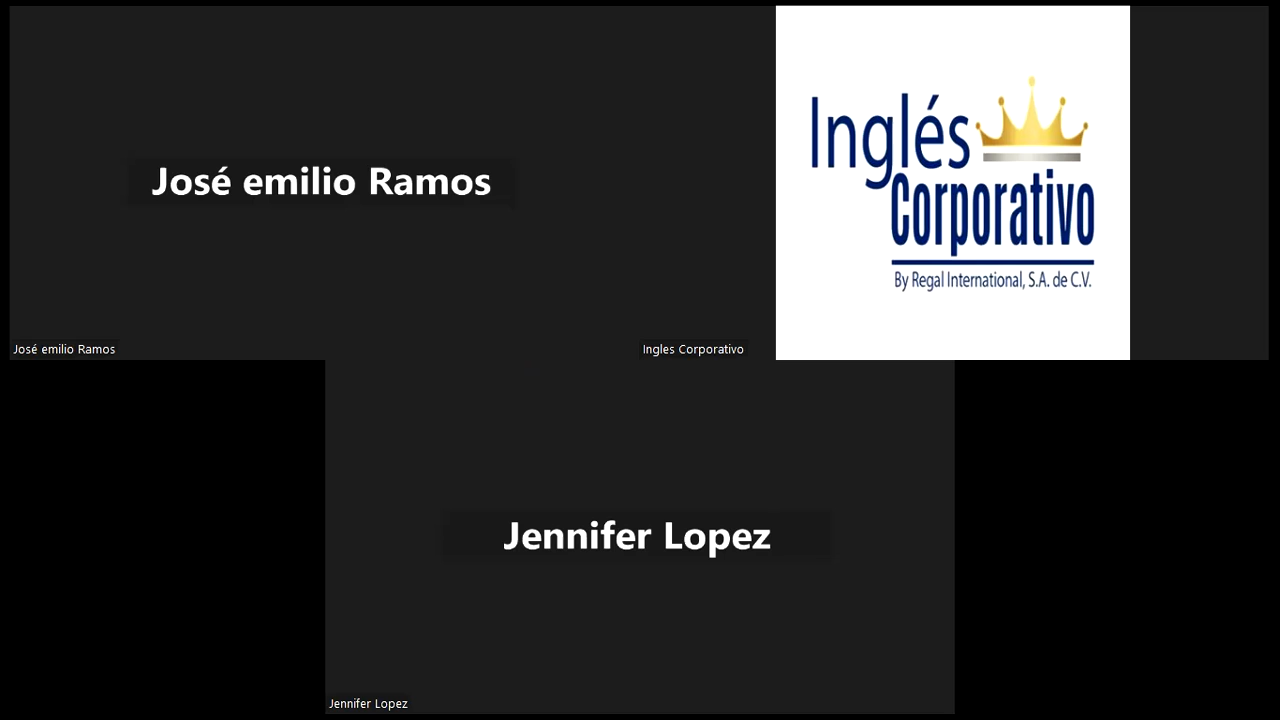 José emilio Ramos
José emilio Ramos
Inglés
Corporativo
By Regal International, S.A. de C.V.
Ingles Corporativo
Jennifer Lopez
Jennifer Lopez